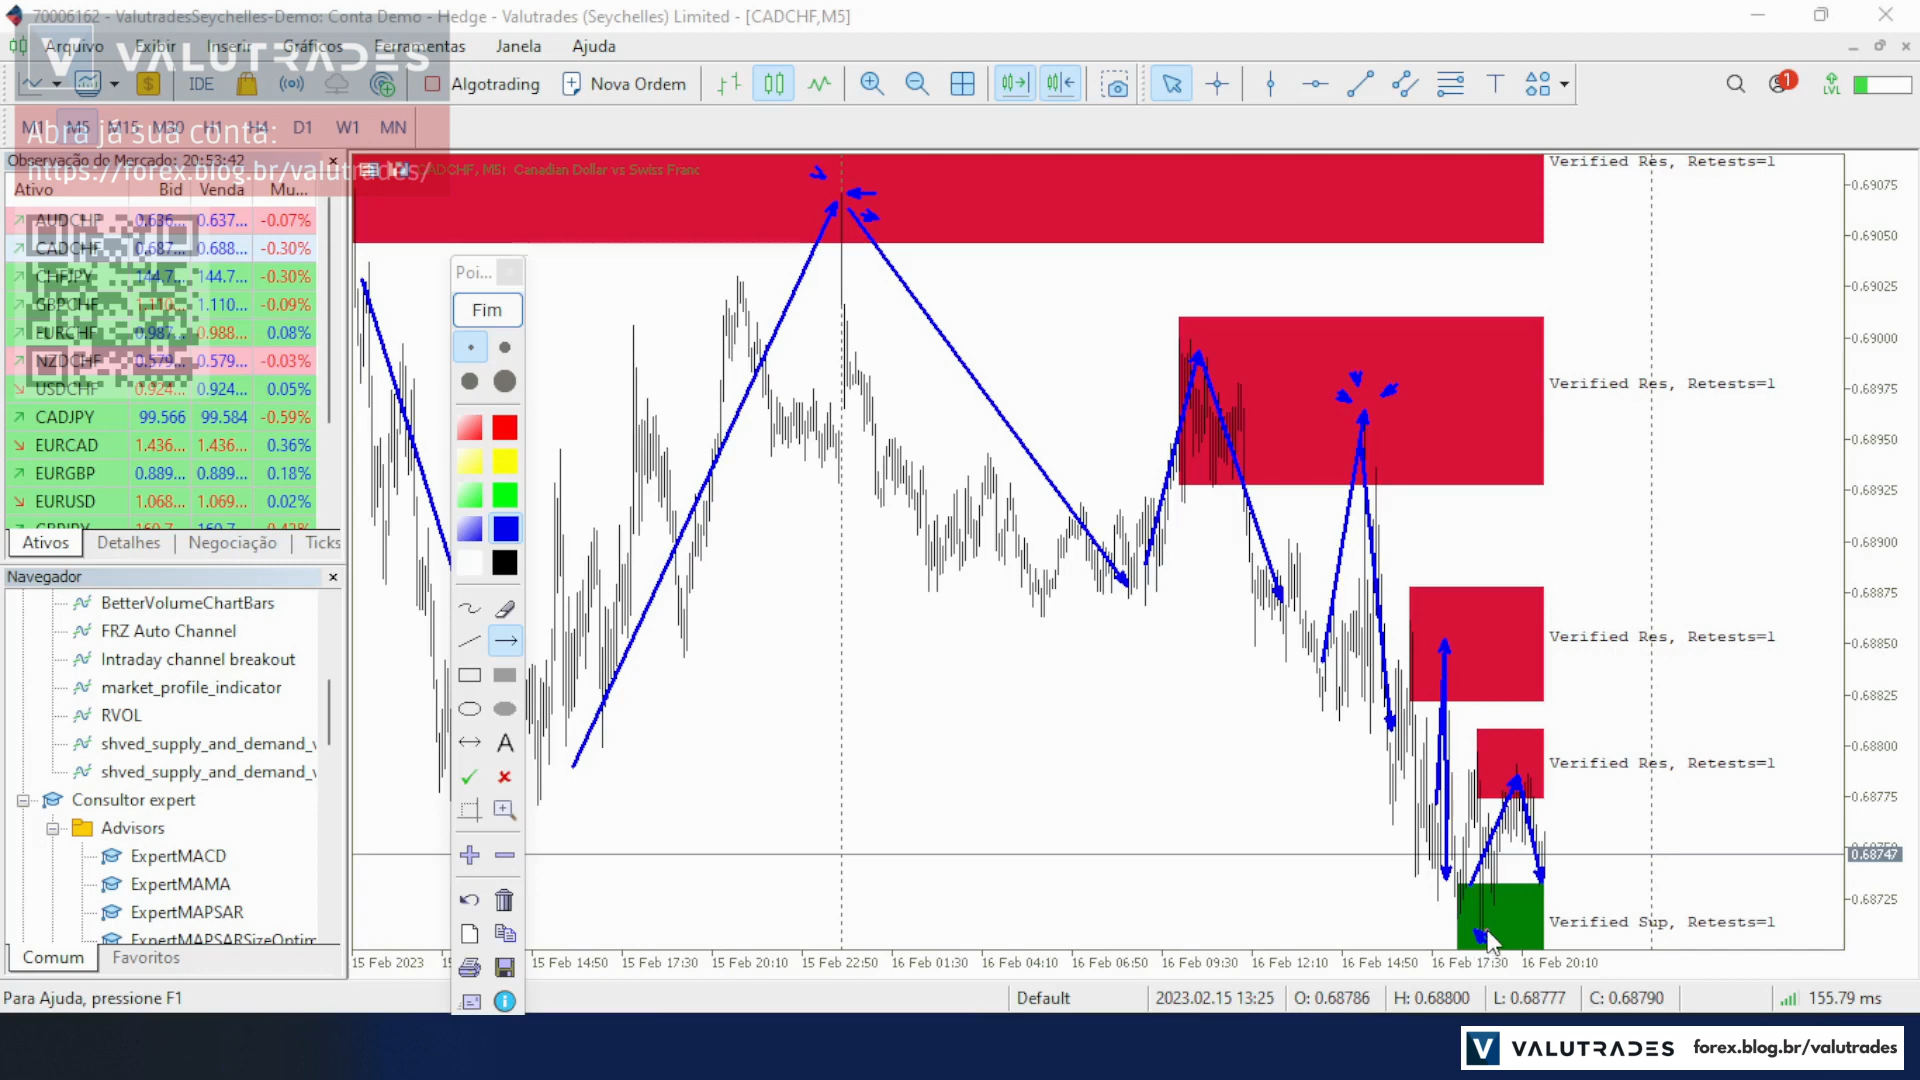 70006162 - ValutradesSeychelles-Demo: Conta Demo - Hedge - Valutrades (Seychelles) Limited - [CADCHF,M5]
Arquivo Exibir Inserir Gráficos Ferramentas Janela Ajuda
VALUTRADES
IDE Algotrading Nova Ordem 1 LVL
M1 M5 M15 M30 H1 H4 D1 W1 MN
Abra já sua conta:
https://forex.blog.br/valutrades/
Observação do Mercado: 20:53:42
Ativo Bid Venda Mu...
AUDCHF 0.636... 0.637... -0.07%
CADCHF 0.687... 0.688... -0.30%
CHFJPY 144.7... 144.7... -0.30%
GBPCHF 1.110... 1.110... -0.09%
EURCHF 0.987... 0.988... 0.08%
NZDCHF 0.579... 0.579... -0.03%
USDCHF 0.924... 0.924... 0.05%
CADJPY 99.566 99.584 -0.59%
EURCAD 1.436... 1.436... 0.36%
EURGBP 0.889... 0.889... 0.18%
EURUSD 1.068... 1.069... 0.02%
Ativos Detalhes Negociação Ticks
Navegador
BetterVolumeChartBars
FRZ Auto Channel
Intraday channel breakout
market_profile_indicator
RVOL
shved_supply_and_demand_v
shved_supply_and_demand_v
Consultor expert
Advisors
ExpertMACD
ExpertMAMA
ExpertMAPSAR
ExpertMAPSARSizeOptim
Comum Favoritos
Poi...
Fim
A
CADCHF, M5: Canadian Dollar vs Swiss Franc
Verified Res, Retests=1
Verified Res, Retests=1
Verified Res, Retests=1
Verified Res, Retests=1
Verified Sup, Retests=1
0.69075
0.69050
0.69025
0.69000
0.68975
0.68950
0.68925
0.68900
0.68875
0.68850
0.68825
0.68800
0.68775
0.68747
0.68725
15 Feb 2023 15 Feb 14:50 15 Feb 17:30 15 Feb 20:10 15 Feb 22:50 16 Feb 01:30 16 Feb 04:10 16 Feb 06:50 16 Feb 09:30 16 Feb 12:10 16 Feb 14:50 16 Feb 17:30 16 Feb 20:10
Para Ajuda, pressione F1 Default 2023.02.15 13:25 O: 0.68786 H: 0.68800 L: 0.68777 C: 0.68790 155.79 ms
VALUTRADES forex.blog.br/valutrades